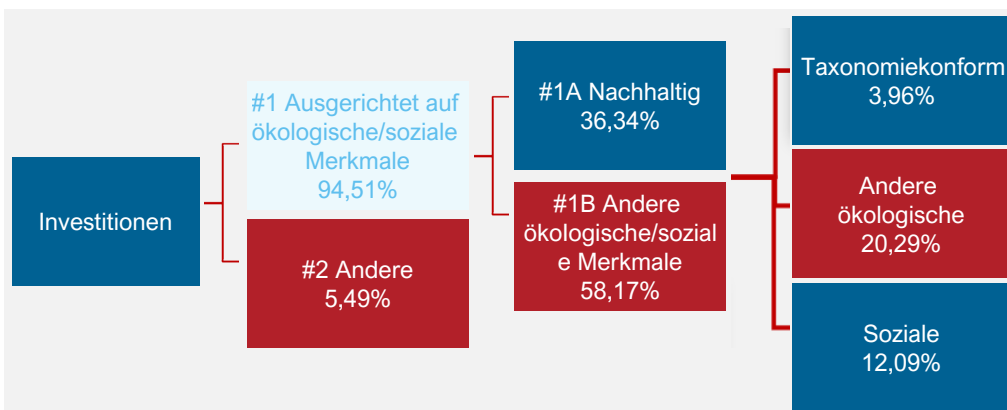 Investitionen
#1 Ausgerichtet auf
ökologische/soziale
Merkmale
94,51%
#2 Andere
5,49%
#1A Nachhaltig
36,34%
#1B Andere
ökologische/sozial
e Merkmale
58,17%
Taxonomiekonform
3,96%
Andere
ökologische
20,29%
Soziale
12,09%